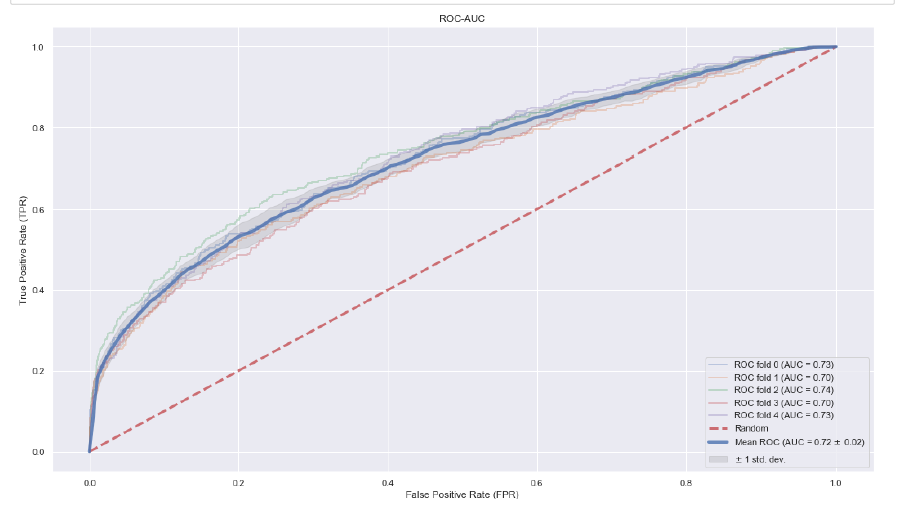 ROC-AUC
True Positive Rate (TPR)
1.0
0.8
0.6
0.4
0.2
0.0
ROC fold 0 (AUC = 0.73)
ROC fold 1 (AUC = 0.70)
ROC fold 2 (AUC = 0.74)
ROC fold 3 (AUC = 0.70)
ROC fold 4 (AUC = 0.73)
Random
Mean ROC (AUC = 0.72 ± 0.02)
± 1 std. dev.
0.0 0.2 0.4 0.6 0.8 1.0
False Positive Rate (FPR)